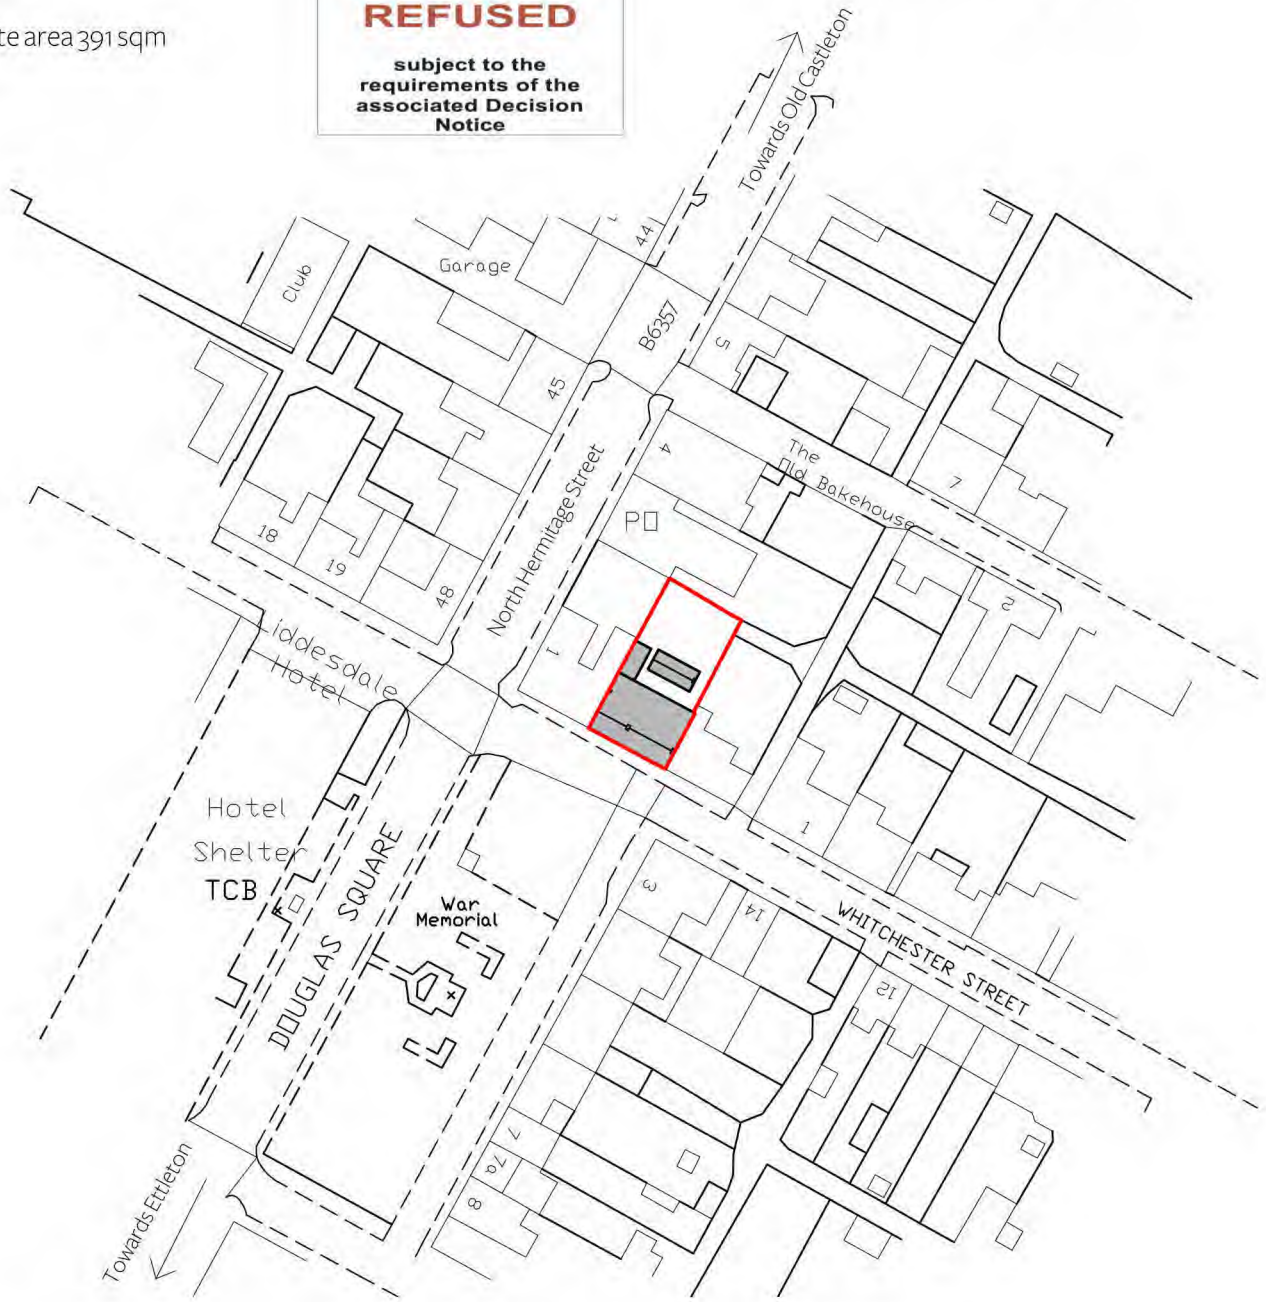 REFUSED
subject to the
requirements of the
associated Decision
Notice
te area 391 sqm
Towards Old Castleton
44
Garage
Club
B6357
5
45
4
The
Old Bakehouse
7
North Hermitage Street
PO
18
19
48
1
2
Liddesdale
Hotel
Hotel
Shelter
TCB
DOUGLAS SQUARE
War
Memorial
1
3
14
WHITCHESTER STREET
12
7
7a
8
Towards Ettleton